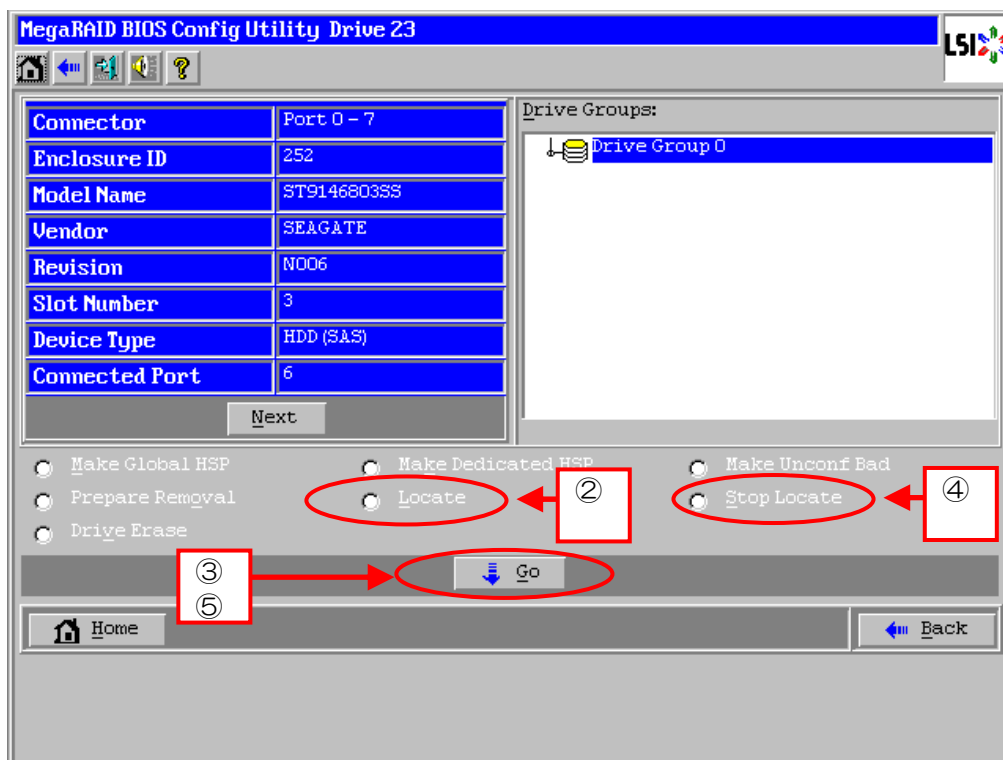 MegaRAID BIOS Config Utility Drive 23
LSI
?
Connector Port 0 - 7
Enclosure ID 252
Model Name ST9146803SS
Vendor SEAGATE
Revision N006
Slot Number 3
Device Type HDD (SAS)
Connected Port 6
Next
Drive Groups:
Drive Group 0
Make Global HSP Make Dedicated HSP Make Unconf Bad
Prepare Removal Locate ② Stop Locate ④
Drive Erase
③
⑤
Go
Home Back